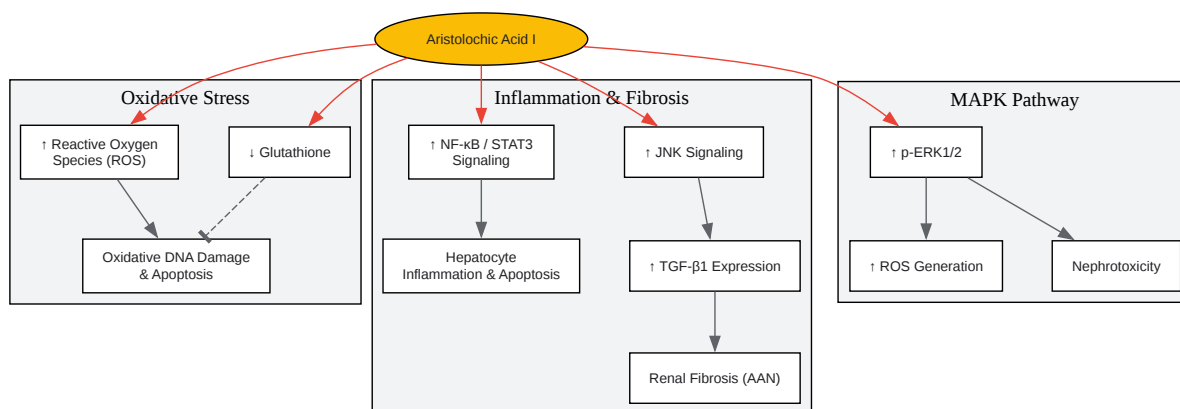 Aristolochic Acid I
Oxidative Stress
↑ Reactive Oxygen
Species (ROS)
↓ Glutathione
Oxidative DNA Damage
& Apoptosis
Inflammation & Fibrosis
↑ NF-κB / STAT3
Signaling
↑ JNK Signaling
Hepatocyte
Inflammation & Apoptosis
↑ TGF-β1 Expression
Renal Fibrosis (AAN)
MAPK Pathway
↑ p-ERK1/2
↑ ROS Generation
Nephrotoxicity